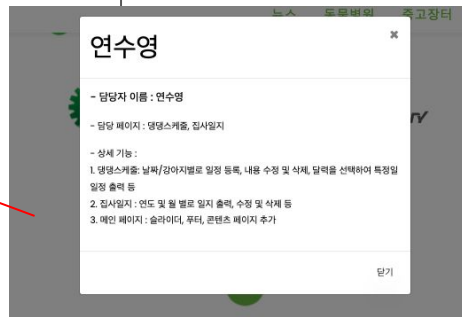 뉴스 동물병원 중고장터
연수영
×
- 담당자 이름 : 연수영
- 담당 페이지 : 댕댕스케줄, 집사일지
- 상세 기능 :
1. 댕댕스케줄: 날짜/강아지별로 일정 등록, 내용 수정 및 삭제, 달력을 선택하여 특정일
일정 출력 등
2. 집사일지 : 연도 및 월 별로 일지 출력, 수정 및 삭제 등
3. 메인 페이지 : 슬라이더, 푸터, 콘텐츠 페이지 추가
닫기